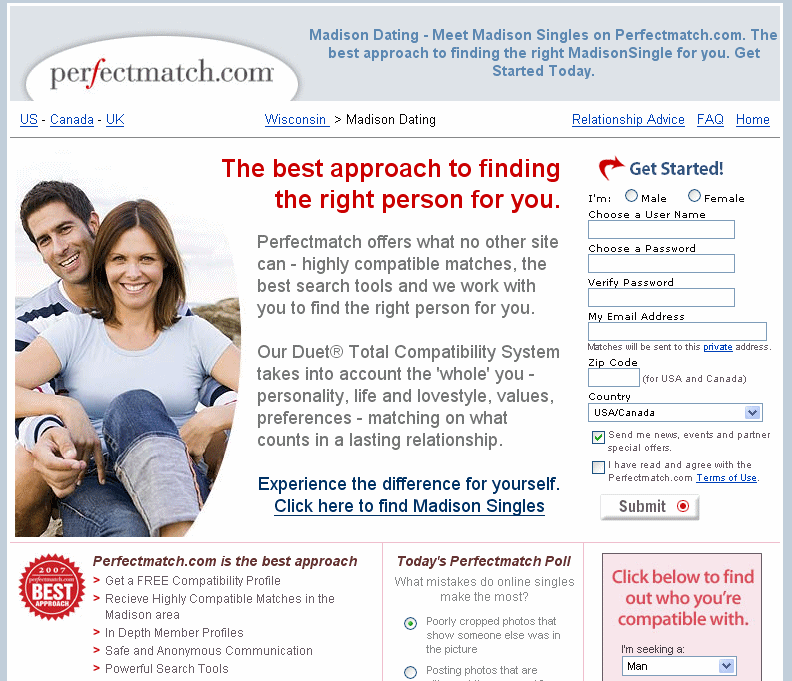 perfectmatch.com
Madison Dating - Meet Madison Singles on Perfectmatch.com. The
best approach to finding the right MadisonSingle for you. Get
Started Today.
US - Canada - UK
Wisconsin > Madison Dating
Relationship Advice FAQ Home
The best approach to finding
the right person for you.
Perfectmatch offers what no other site
can - highly compatible matches, the
best search tools and we work with
you to find the right person for you.
Our Duet® Total Compatibility System
takes into account the 'whole' you -
personality, life and lovestyle, values,
preferences - matching on what
counts in a lasting relationship.
Experience the difference for yourself.
Click here to find Madison Singles
Get Started!
I'm: Male Female
Choose a User Name
Choose a Password
Verify Password
My Email Address
Matches will be sent to this private address.
Zip Code
(for USA and Canada)
Country
USA/Canada
Send me news, events and partner
special offers.
I have read and agree with the
Perfectmatch.com Terms of Use.
Submit
2007
perfectmatch.com
BEST
APPROACH
Perfectmatch.com is the best approach
> Get a FREE Compatibility Profile
> Recieve Highly Compatible Matches in the
Madison area
> In Depth Member Profiles
> Safe and Anonymous Communication
> Powerful Search Tools
Today's Perfectmatch Poll
What mistakes do online singles
make the most?
Poorly cropped photos that
show someone else was in
the picture
Posting photos that are
Click below to find
out who you're
compatible with.
I'm seeking a:
Man